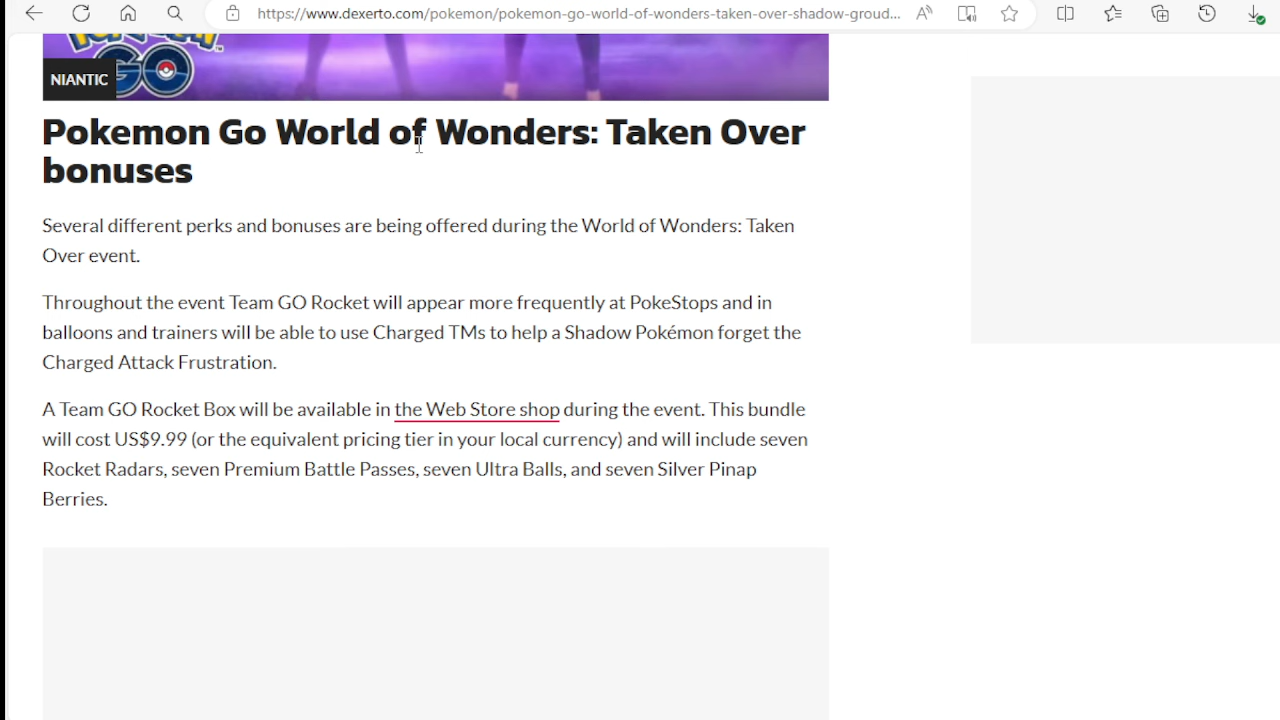 https://www.dexerto.com/pokemon/pokemon-go-world-of-wonders-taken-over-shadow-groud...
GO
NIANTIC
Pokemon Go World of Wonders: Taken Over
bonuses
Several different perks and bonuses are being offered during the World of Wonders: Taken
Over event.
Throughout the event Team GO Rocket will appear more frequently at PokeStops and in
balloons and trainers will be able to use Charged TMs to help a Shadow Pokémon forget the
Charged Attack Frustration.
A Team GO Rocket Box will be available in the Web Store shop during the event. This bundle
will cost US$9.99 (or the equivalent pricing tier in your local currency) and will include seven
Rocket Radars, seven Premium Battle Passes, seven Ultra Balls, and seven Silver Pinap
Berries.